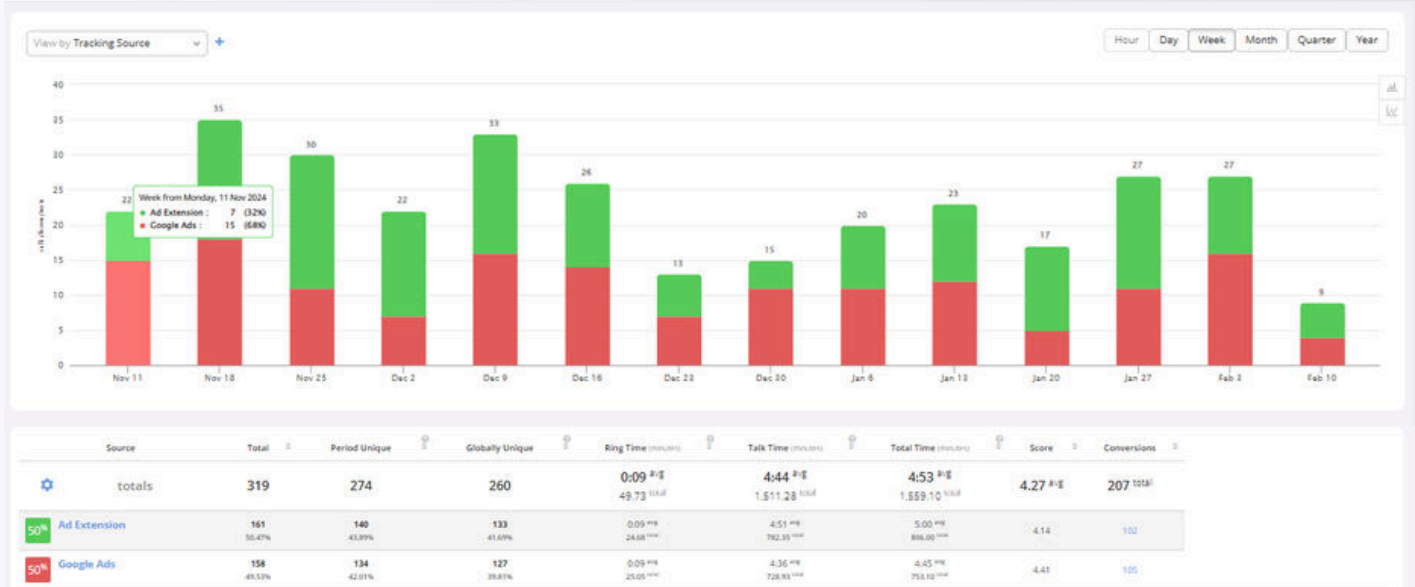 View by Tracking Source +
Hour Day Week Month Quarter Year
40
35
30
25
20
15
10
5
0
22
35
30
22
33
26
13
15
20
23
17
27
27
9
Week from Monday, 11 Nov 2024
Ad Extension : 7 (32%)
Google Ads : 15 (68%)
Nov 11 Nov 18 Nov 25 Dec 2 Dec 9 Dec 16 Dec 23 Dec 30 Jan 6 Jan 13 Jan 20 Jan 27 Feb 3 Feb 10
Source Total Period Unique Globally Unique Ring Time (minutes) Talk Time (minutes) Total Time (minutes) Score Conversions
totals 319 274 260 0:09 avg 4:44 avg 4:53 avg 4.27 avg 207 total
49.73 total 1,511.28 total 1,559.10 total
50% Ad Extension 161 140 133 0:09 avg 4:51 avg 5:00 avg 4.14 102
50.47% 43.89% 41.69% 24.68 total 782.35 total 806.00 total
50% Google Ads 158 134 127 0:09 avg 4:36 avg 4:45 avg 4.41 105
49.53% 42.01% 39.81% 25.05 total 728.93 total 753.10 total